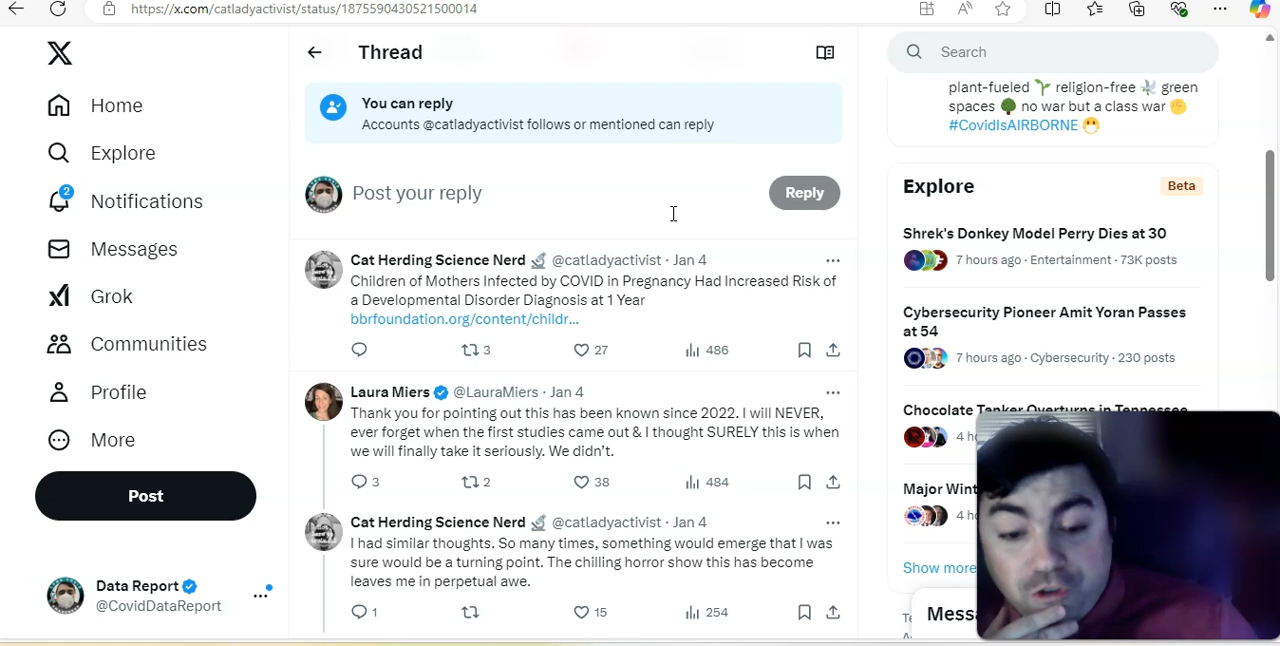 https://x.com/catladyactivist/status/1875590430521500014
Home
Explore
2
Notifications
Messages
Grok
Communities
Profile
More
Post
Data Report
@CovidDataReport
Thread
You can reply
Accounts @catladyactivist follows or mentioned can reply
Post your reply
Reply
Cat Herding Science Nerd 🔬 @catladyactivist · Jan 4
Children of Mothers Infected by COVID in Pregnancy Had Increased Risk of
a Developmental Disorder Diagnosis at 1 Year
bbrfoundation.org/content/childr...
3 27 486
Laura Miers @LauraMiers · Jan 4
Thank you for pointing out this has been known since 2022. I will NEVER,
ever forget when the first studies came out & I thought SURELY this is when
we will finally take it seriously. We didn't.
3 2 38 484
Cat Herding Science Nerd 🔬 @catladyactivist · Jan 4
I had similar thoughts. So many times, something would emerge that I was
sure would be a turning point. The chilling horror show this has become
leaves me in perpetual awe.
1 15 254
Search
plant-fueled 🌱 religion-free 🕊 green
spaces 🌳 no war but a class war ✊
#CovidIsAIRBORNE 😷
Explore
Beta
Shrek's Donkey Model Perry Dies at 30
7 hours ago · Entertainment · 73K posts
Cybersecurity Pioneer Amit Yoran Passes
at 54
7 hours ago · Cybersecurity · 230 posts
Chocolate Tanker Overturns in Tennessee
4 h
Major Wint
4 h
Show more
Messa